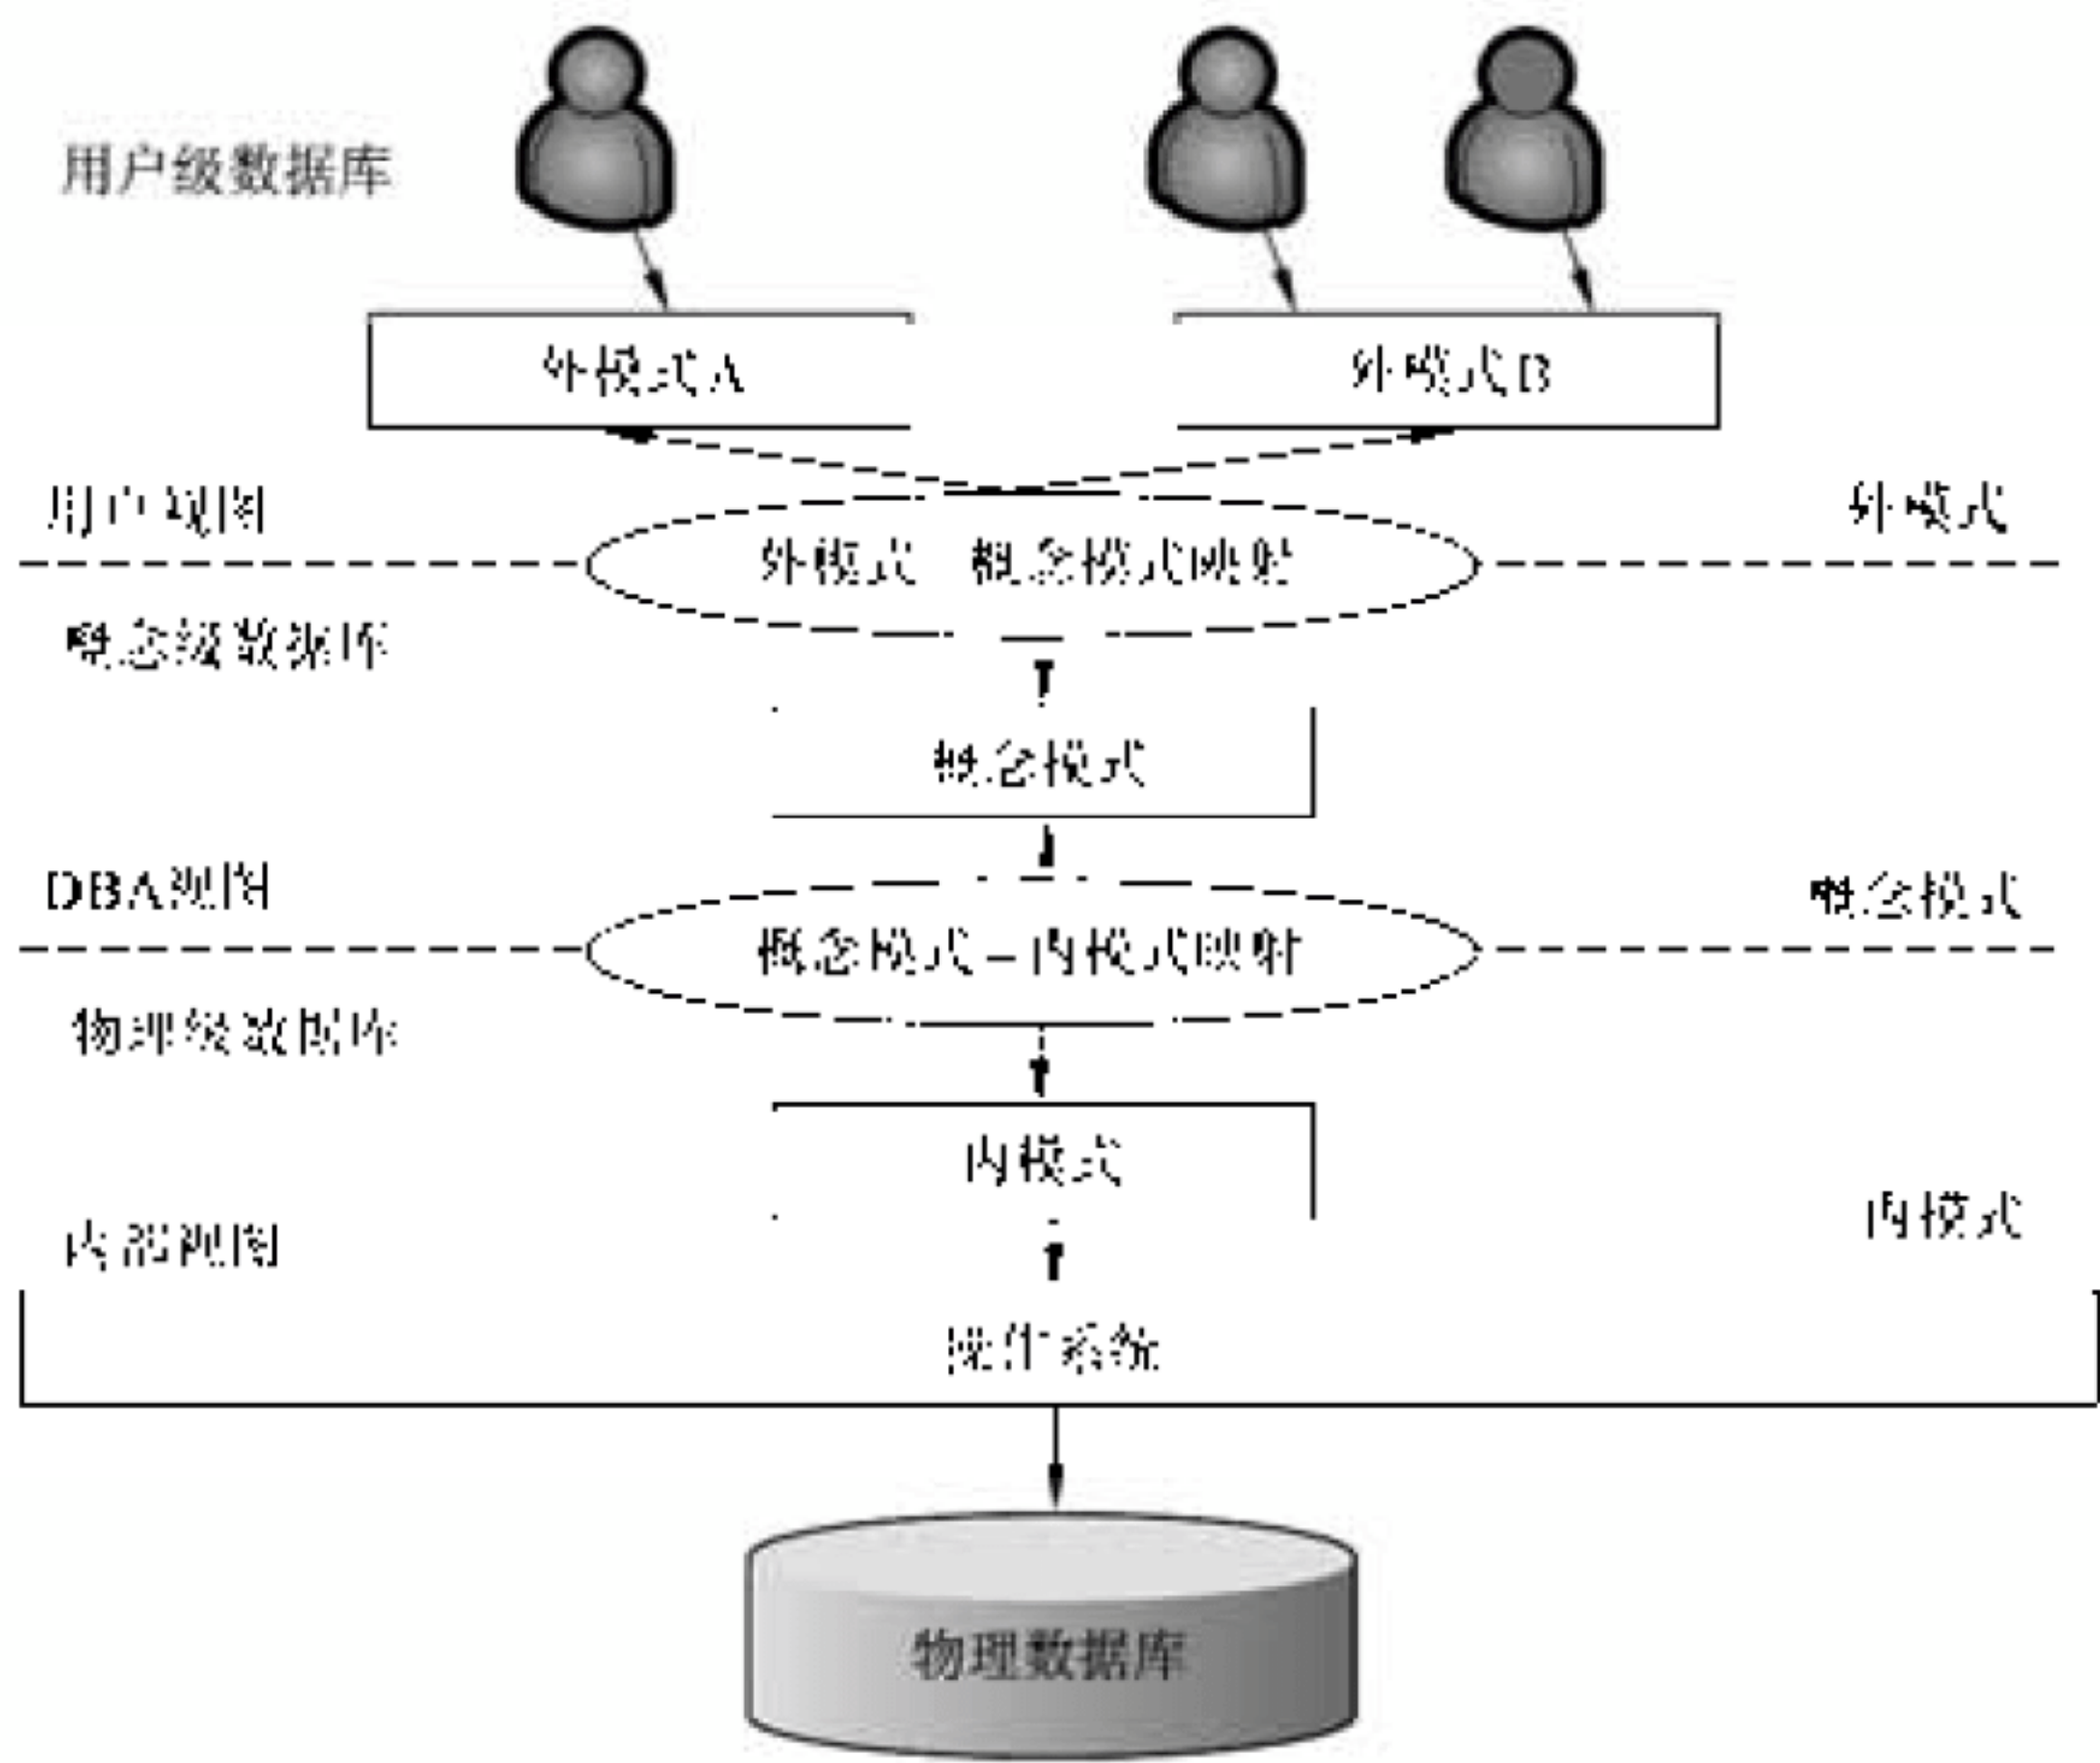 用户级数据库
外模式A
外模式B
用户视图
外模式
外模式 概念模式映射
概念级数据库
概念模式
DBA视图
概念模式
概念模式–内模式映射
物理级数据库
内模式
内部视图
内模式
操作系统
物理数据库